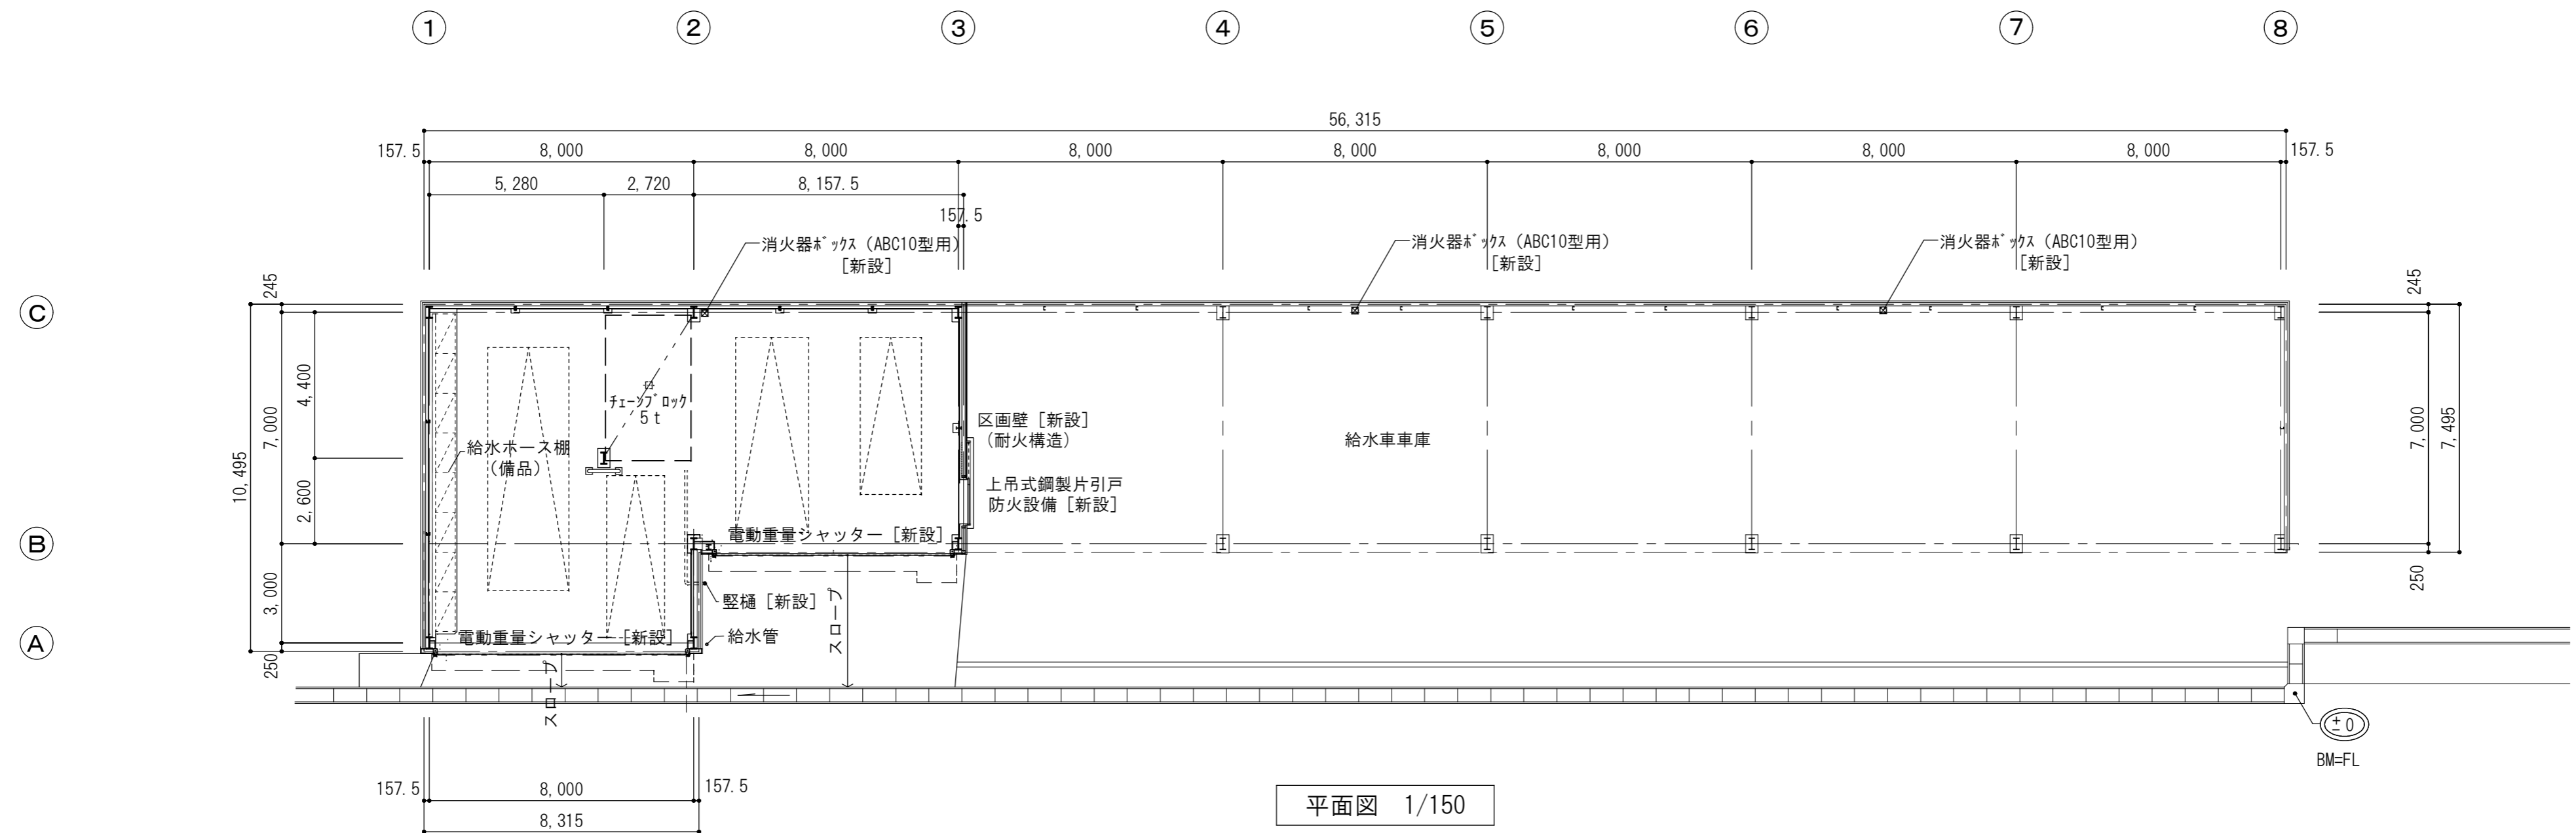 1 2 3 4 5 6 7 8
56,315
157.5 8,000 8,000 8,000 8,000 8,000 8,000 8,000 157.5
5,280 2,720 8,157.5
157.5
消火器ボックス（ABC10型用）
［新設］
消火器ボックス（ABC10型用）
［新設］
消火器ボックス（ABC10型用）
［新設］
C
B
A
245
10,495
7,000
4,400
2,600
3,000
250
245
7,000
7,495
250
チェーンブロック
5ｔ
給水ホース棚
（備品）
区画壁［新設］
（耐火構造）
給水車車庫
上吊式鋼製片引戸
防火設備［新設］
電動重量シャッター［新設］
竪樋［新設］
給水管
電動重量シャッター［新設］
スロープ
スロープ
±0
BM=FL
157.5 8,000 157.5
8,315
平面図　1/150